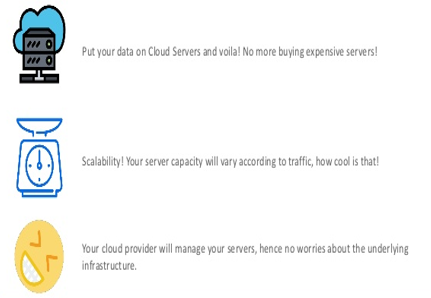 Put your data on Cloud Servers and voila! No more buying expensive servers!
Scalability! Your server capacity will vary according to traffic, how cool is that!
Your cloud provider will manage your servers, hence no worries about the underlying
infrastructure.